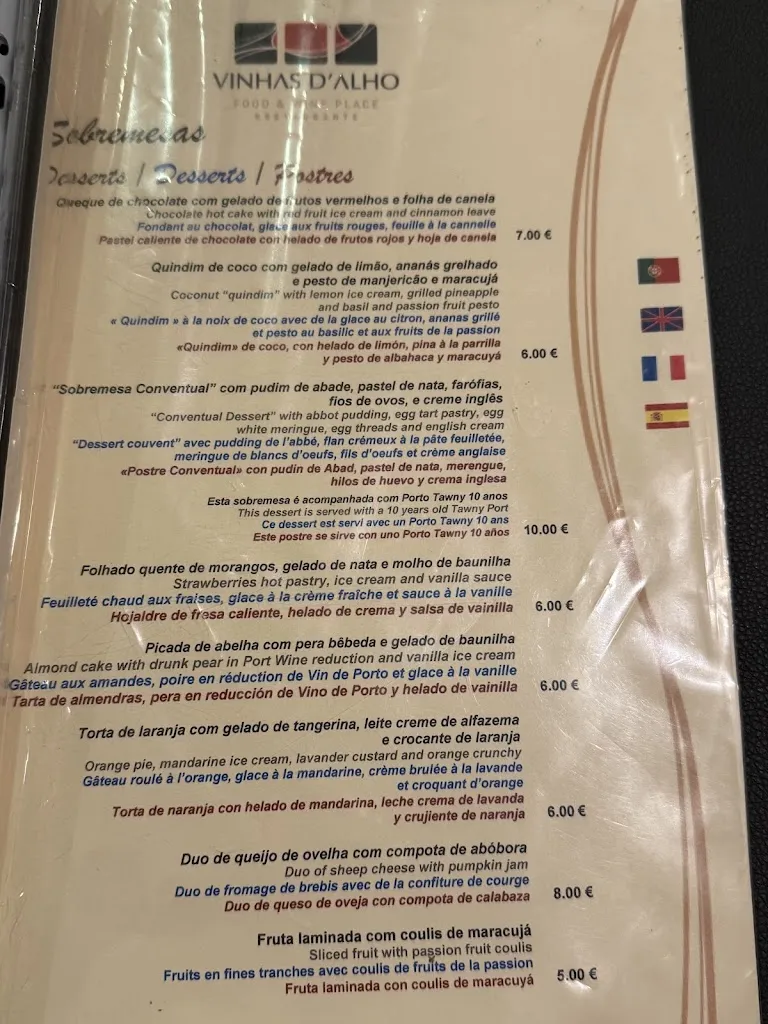 VINHAS D'ALHO
FOOD & WINE PLACE
RESTAURANTE
Sobremesas
Desserts / Desserts / Postres
Queque de chocolate com gelado de frutos vermelhos e folha de canela
Chocolate hot cake with red fruit ice cream and cinnamon leave
Fondant au chocolat, glace aux fruits rouges, feuille à la cannelle
Pastel caliente de chocolate con helado de frutos rojos y hoja de canela 7.00 €
Quindim de coco com gelado de limão, ananás grelhado
e pesto de manjericão e maracujá
Coconut "quindim" with lemon ice cream, grilled pineapple
and basil and passion fruit pesto
« Quindim » à la noix de coco avec de la glace au citron, ananas grillé
et pesto au basilic et aux fruits de la passion
«Quindim» de coco, con helado de limón, pina à la parrilla
y pesto de albahaca y maracuyá 6.00 €
"Sobremesa Conventual" com pudim de abade, pastel de nata, farófias,
fios de ovos, e creme inglês
"Conventual Dessert" with abbot pudding, egg tart pastry, egg
white meringue, egg threads and english cream
"Dessert couvent" avec pudding de l'abbé, flan crémeux à la pâte feuilletée,
meringue de blancs d'oeufs, fils d'oeufs et crème anglaise
«Postre Conventual» con pudin de Abad, pastel de nata, merengue,
hilos de huevo y crema inglesa
Esta sobremesa é acompanhada com Porto Tawny 10 anos
This dessert is served with a 10 years old Tawny Port
Ce dessert est servi avec un Porto Tawny 10 ans
Este postre se sirve con uno Porto Tawny 10 años 10.00 €
Folhado quente de morangos, gelado de nata e molho de baunilha
Strawberries hot pastry, ice cream and vanilla sauce
Feuilleté chaud aux fraises, glace à la crème fraîche et sauce à la vanille
Hojaldre de fresa caliente, helado de crema y salsa de vainilla 6.00 €
Picada de abelha com pera bêbeda e gelado de baunilha
Almond cake with drunk pear in Port Wine reduction and vanilla ice cream
Gâteau aux amandes, poire en réduction de Vin de Porto et glace à la vanille
Tarta de almendras, pera en reducción de Vino de Porto y helado de vainilla 6.00 €
Torta de laranja com gelado de tangerina, leite creme de alfazema
e crocante de laranja
Orange pie, mandarine ice cream, lavander custard and orange crunchy
Gâteau roulé à l'orange, glace à la mandarine, crème brulée à la lavande
et croquant d'orange
Torta de naranja con helado de mandarina, leche crema de lavanda
y crujiente de naranja 6.00 €
Duo de queijo de ovelha com compota de abóbora
Duo of sheep cheese with pumpkin jam
Duo de fromage de brebis avec de la confiture de courge
Duo de queso de oveja con compota de calabaza 8.00 €
Fruta laminada com coulis de maracujá
Sliced fruit with passion fruit coulis
Fruits en fines tranches avec coulis de fruits de la passion
Fruta laminada con coulis de maracuyá 5.00 €